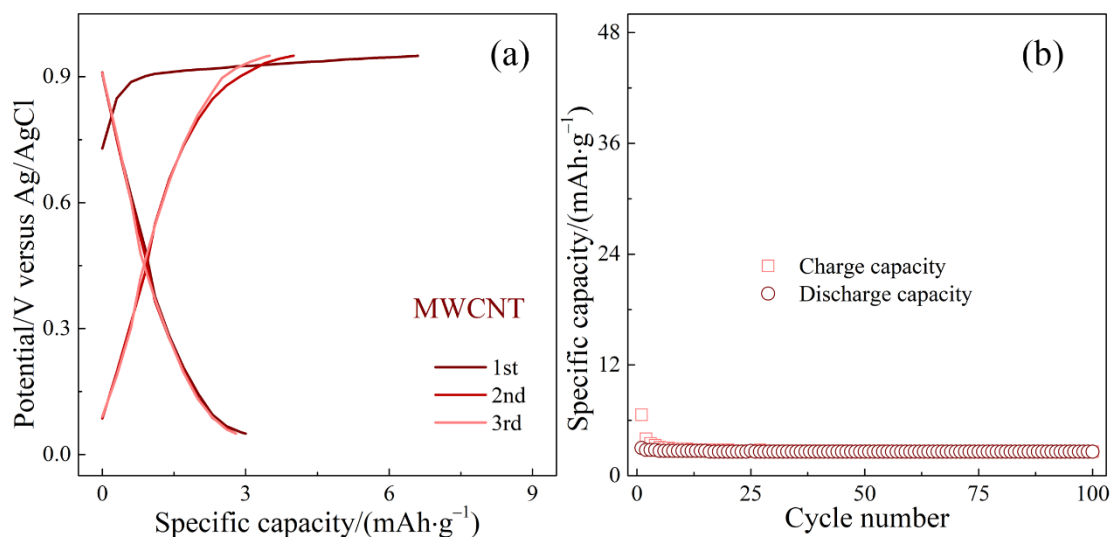 (a)
Potential/V versus Ag/AgCl
0.9
0.6
0.3
0.0
MWCNT
1st
2nd
3rd
0 3 6 9
Specific capacity/(mAh·g⁻¹)
(b)
Specific capacity/(mAh·g⁻¹)
48
36
24
12
0
Charge capacity
Discharge capacity
0 25 50 75 100
Cycle number